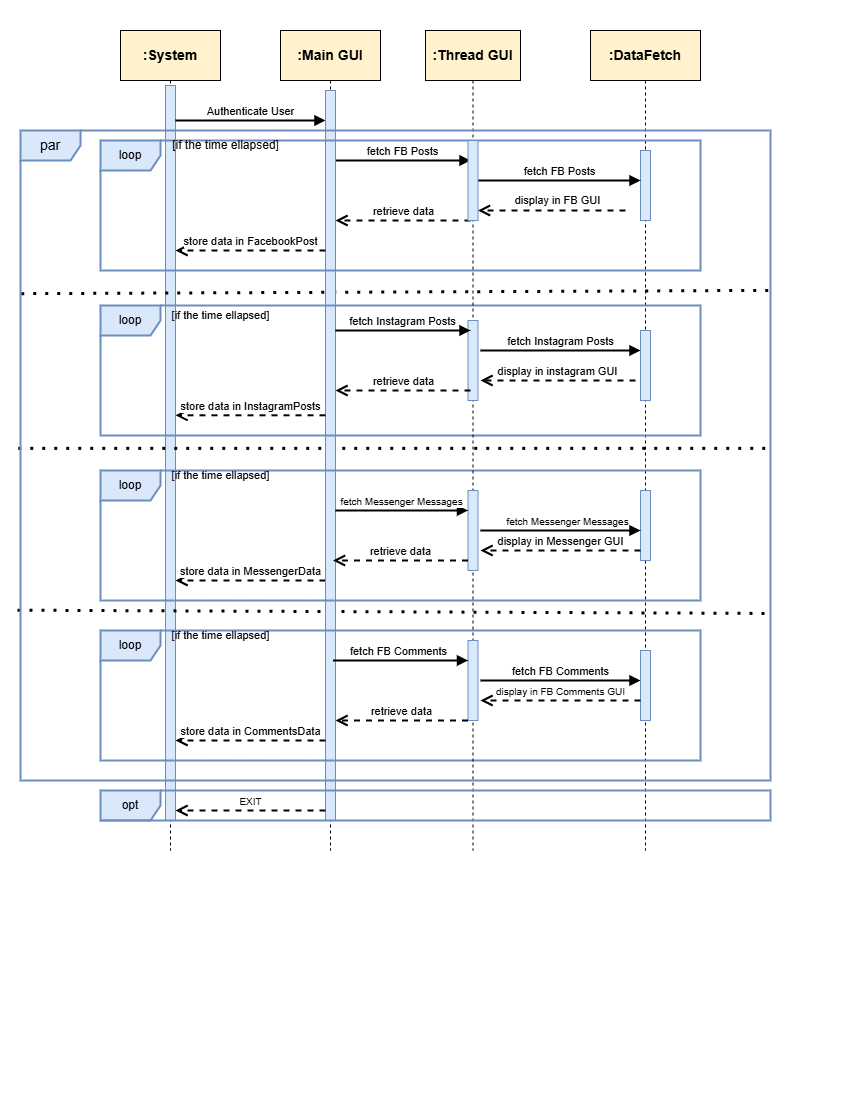 :System
:Main GUI
:Thread GUI
:DataFetch
Authenticate User
par
loop
[if the time ellapsed]
fetch FB Posts
fetch FB Posts
display in FB GUI
retrieve data
store data in FacebookPost
loop
[if the time ellapsed]
fetch Instagram Posts
fetch Instagram Posts
display in instagram GUI
retrieve data
store data in InstagramPosts
loop
[if the time ellapsed]
fetch Messenger Messages
fetch Messenger Messages
display in Messenger GUI
retrieve data
store data in MessengerData
loop
[if the time ellapsed]
fetch FB Comments
fetch FB Comments
display in FB Comments GUI
retrieve data
store data in CommentsData
opt
EXIT